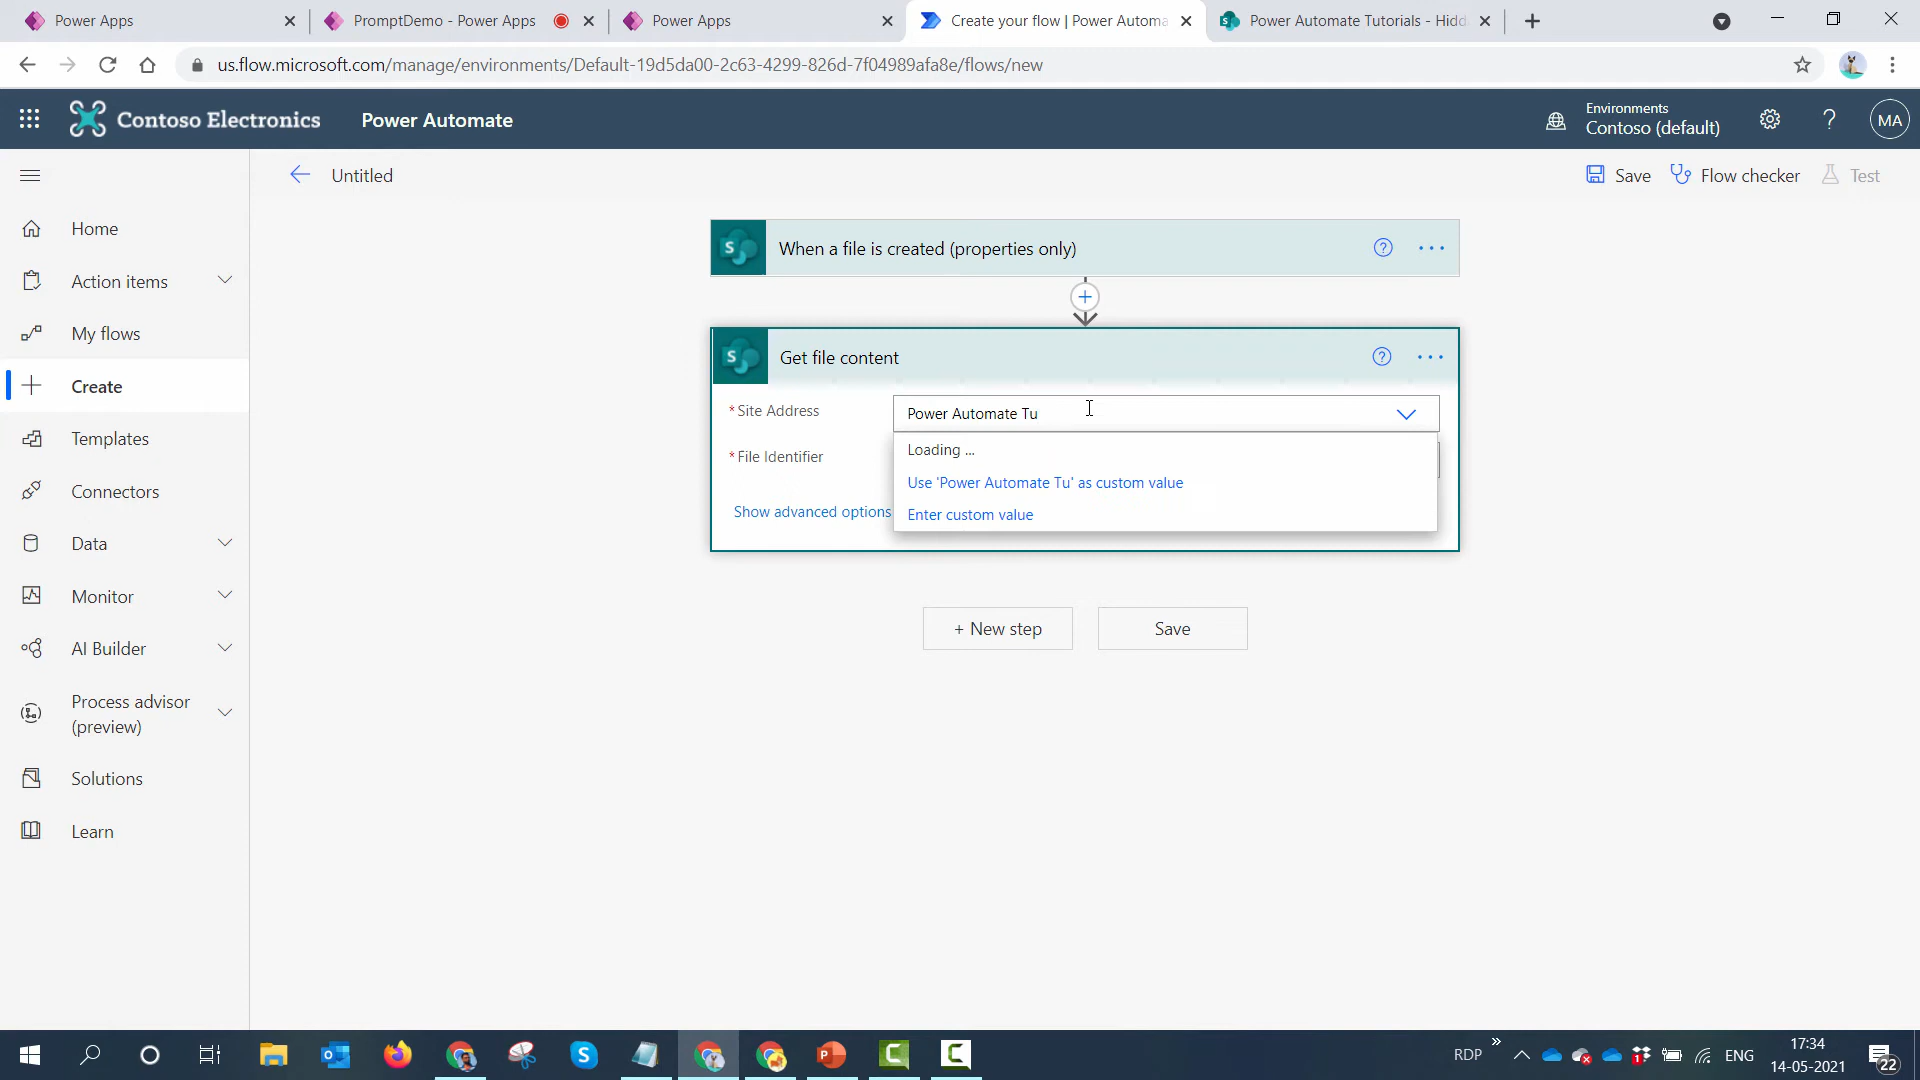 Power Apps
PromptDemo - Power Apps
Power Apps
Create your flow | Power Automa
Power Automate Tutorials - Hidd
us.flow.microsoft.com/manage/environments/Default-19d5da00-2c63-4299-826d-7f04989afa8e/flows/new
Contoso Electronics
Power Automate
Environments
Contoso (default)
MA
Untitled
Save
Flow checker
Test
Home
Action items
My flows
Create
Templates
Connectors
Data
Monitor
AI Builder
Process advisor
(preview)
Solutions
Learn
When a file is created (properties only)
Get file content
* Site Address
Power Automate Tu
Loading ...
* File Identifier
Use 'Power Automate Tu' as custom value
Show advanced options
Enter custom value
+ New step
Save
RDP
ENG
17:34
14-05-2021
22